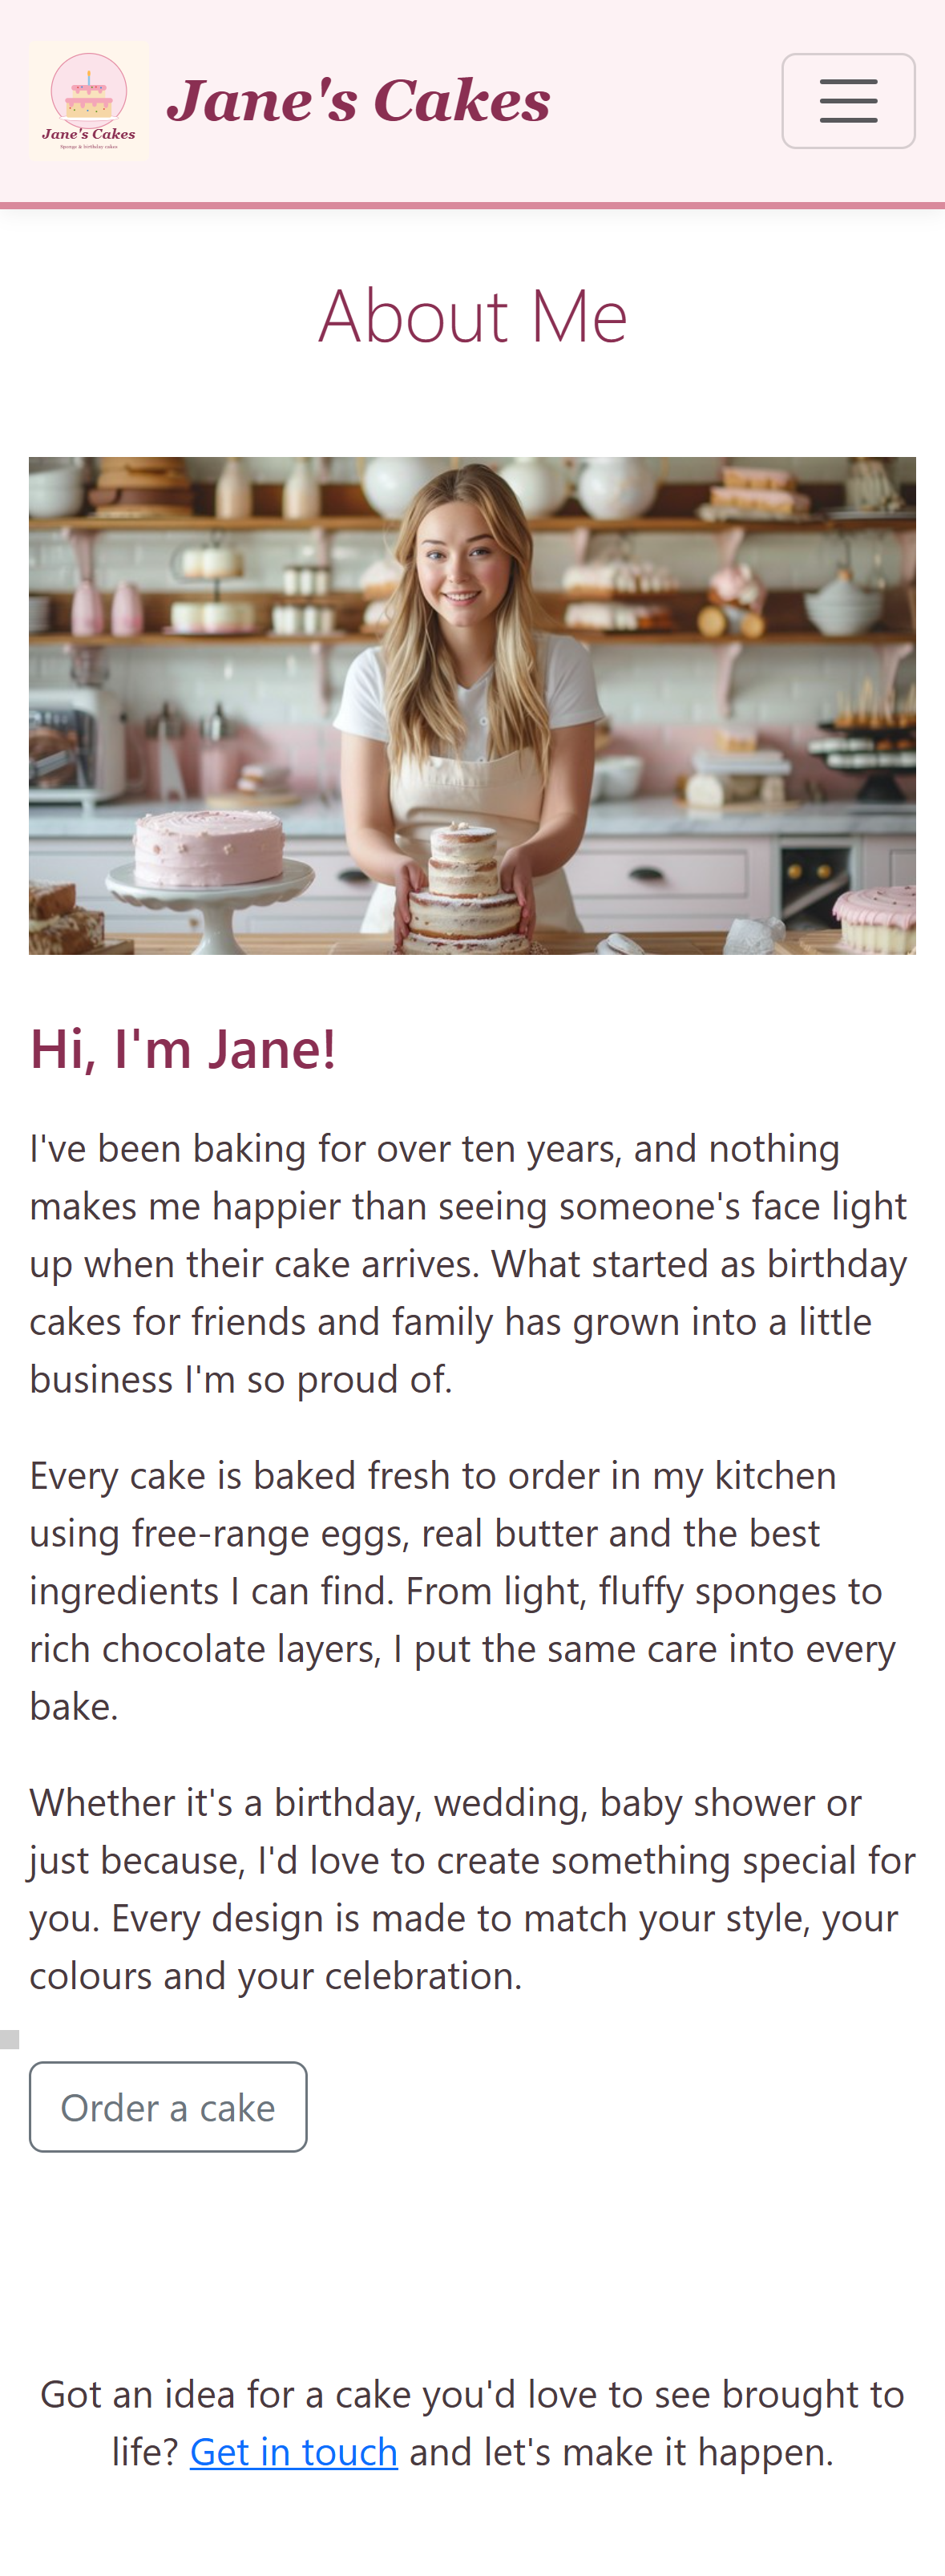 Jane's Cakes
Sponge & birthday cakes
Jane's Cakes
About Me
Hi, I'm Jane!
I've been baking for over ten years, and nothing
makes me happier than seeing someone's face light
up when their cake arrives. What started as birthday
cakes for friends and family has grown into a little
business I'm so proud of.
Every cake is baked fresh to order in my kitchen
using free-range eggs, real butter and the best
ingredients I can find. From light, fluffy sponges to
rich chocolate layers, I put the same care into every
bake.
Whether it's a birthday, wedding, baby shower or
just because, I'd love to create something special for
you. Every design is made to match your style, your
colours and your celebration.
Order a cake
Got an idea for a cake you'd love to see brought to
life? Get in touch and let's make it happen.